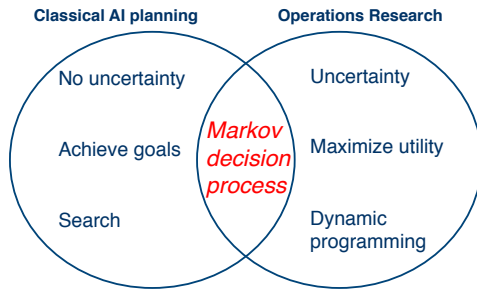 Classical AI planning
Operations Research
No uncertainty
Achieve goals
Search
Markov
decision
process
Uncertainty
Maximize utility
Dynamic
programming